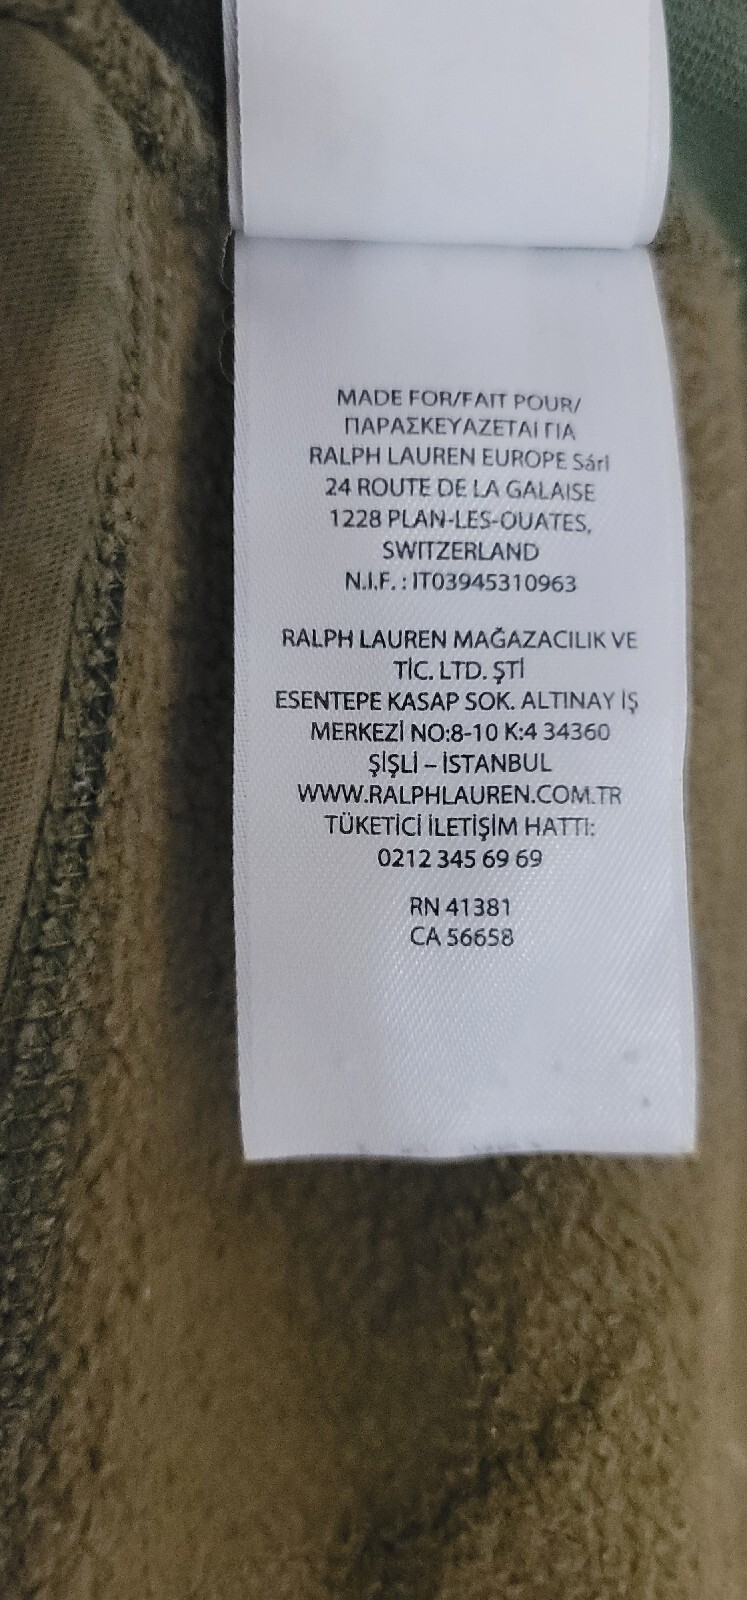 MADE FOR/FAIT POUR/
ΠΑΡΑΣΚΕΥΑΖΕΤΑΙ ΓΙΑ
RALPH LAUREN EUROPE Sárl
24 ROUTE DE LA GALAISE
1228 PLAN-LES-OUATES,
SWITZERLAND
N.I.F. : IT03945310963
RALPH LAUREN MAĞAZACILIK VE
TİC. LTD. ŞTİ
ESENTEPE KASAP SOK. ALTINAY İŞ
MERKEZİ NO:8-10 K:4 34360
ŞİŞLİ – İSTANBUL
WWW.RALPHLAUREN.COM.TR
TÜKETİCİ İLETİŞİM HATTI:
0212 345 69 69
RN 41381
CA 56658